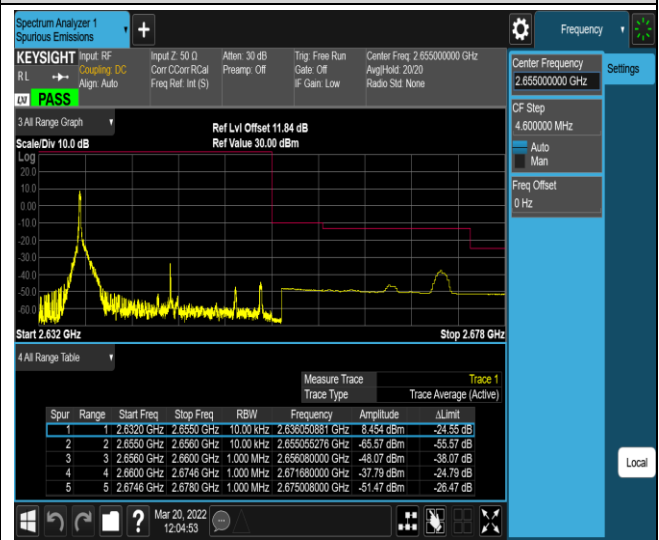 Spectrum Analyzer 1
Spurious Emissions
+
Frequency
KEYSIGHT Input: RF Input Z: 50 Ω Atten: 30 dB Trig: Free Run Center Freq: 2.655000000 GHz
RL Coupling: DC Corr CCorr RCal Preamp: Off Gate: Off Avg|Hold: 20/20
Align: Auto Freq Ref: Int (S) IF Gain: Low Radio Std: None
LXI PASS
Center Frequency
2.655000000 GHz
Settings
CF Step
4.600000 MHz
Auto
Man
Freq Offset
0 Hz
3 All Range Graph
Ref Lvl Offset 11.84 dB
Scale/Div 10.0 dB Ref Value 30.00 dBm
Log
20.0
10.0
0.00
-10.0
-20.0
-30.0
-40.0
-50.0
-60.0
Start 2.632 GHz Stop 2.678 GHz
4 All Range Table
Measure Trace Trace 1
Trace Type Trace Average (Active)
Spur Range Start Freq Stop Freq RBW Frequency Amplitude ΔLimit
1 1 2.6320 GHz 2.6550 GHz 10.00 kHz 2.636050881 GHz 8.454 dBm -24.55 dB
2 2 2.6550 GHz 2.6560 GHz 10.00 kHz 2.655055276 GHz -65.57 dBm -55.57 dB
3 3 2.6560 GHz 2.6600 GHz 1.000 MHz 2.656080000 GHz -48.07 dBm -38.07 dB
4 4 2.6600 GHz 2.6746 GHz 1.000 MHz 2.671680000 GHz -37.79 dBm -24.79 dB
5 5 2.6746 GHz 2.6780 GHz 1.000 MHz 2.675008000 GHz -51.47 dBm -26.47 dB
Local
? Mar 20, 2022
12:04:53